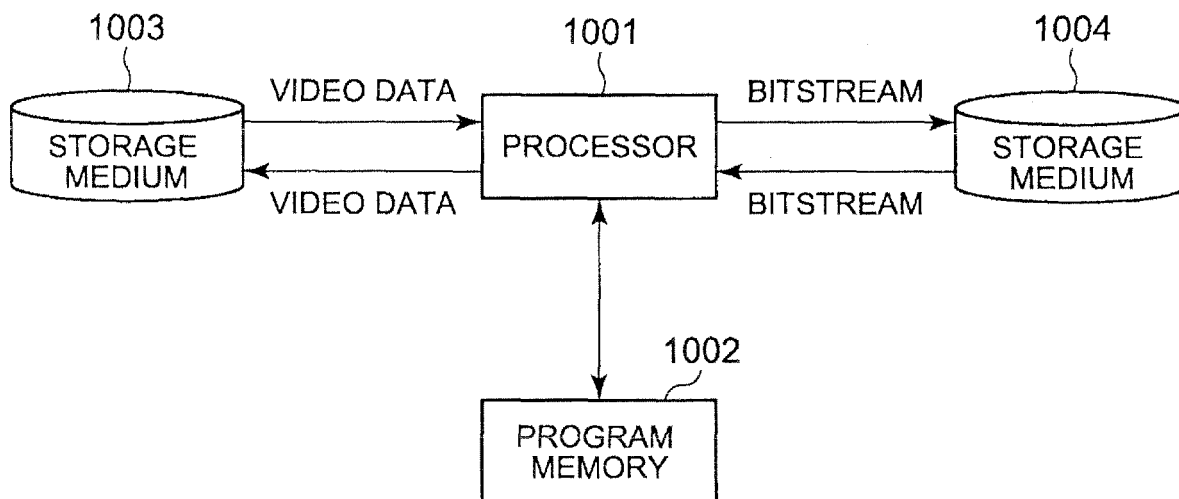 1003
1001
1004
VIDEO DATA
BITSTREAM
STORAGE
MEDIUM
PROCESSOR
STORAGE
MEDIUM
VIDEO DATA
BITSTREAM
1002
PROGRAM
MEMORY